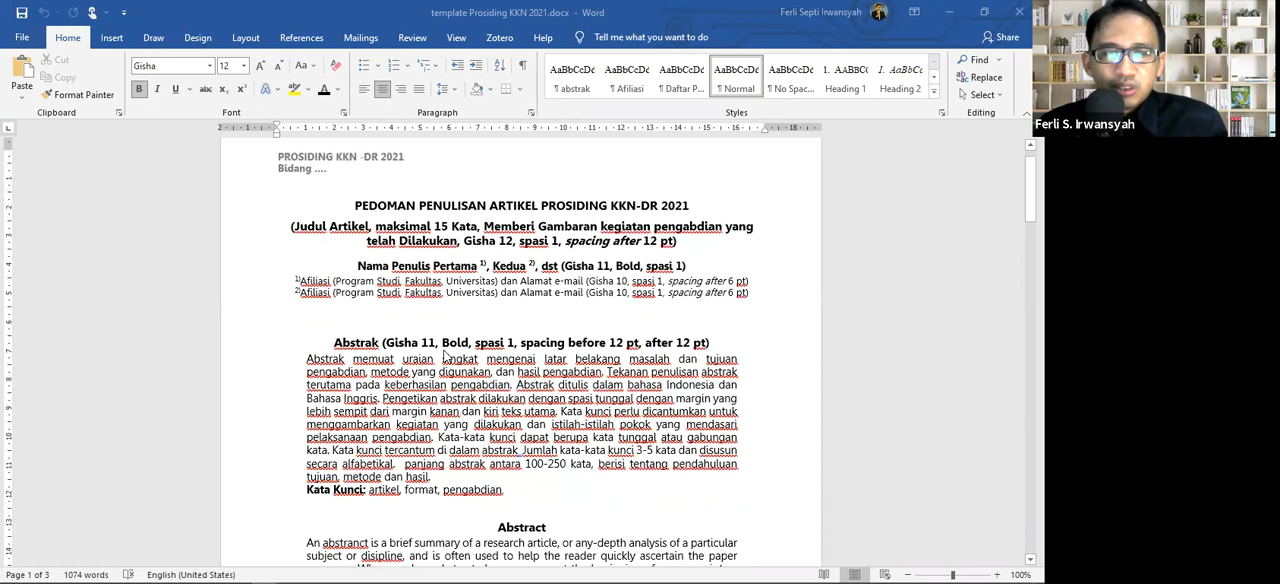 template Prosiding KKN 2021.docx - Word
Ferli Septi Irwansyah
File Home Insert Draw Design Layout References Mailings Review View Zotero Help Tell me what you want to do
Share
Cut
Copy
Paste
Format Painter
Clipboard
Gisha 12
Font
Paragraph
AaBbCcDd AaBbCcDd AaBbCcDd AaBbCcDd AaBbCcDd 1. AABBC 1. AaBbC
¶ abstrak ¶ Afiliasi ¶ Daftar P... ¶ Normal ¶ No Spac... Heading 1 Heading 2
Styles
Find
Replace
Select
Editing
Ferli S. Irwansyah
PROSIDING KKN -DR 2021
Bidang ....
PEDOMAN PENULISAN ARTIKEL PROSIDING KKN-DR 2021
(Judul Artikel, maksimal 15 Kata, Memberi Gambaran kegiatan pengabdian yang
telah Dilakukan, Gisha 12, spasi 1, spacing after 12 pt)
Nama Penulis Pertama 1), Kedua 2), dst (Gisha 11, Bold, spasi 1)
1)Afiliasi (Program Studi, Fakultas, Universitas) dan Alamat e-mail (Gisha 10, spasi 1, spacing after 6 pt)
2)Afiliasi (Program Studi, Fakultas, Universitas) dan Alamat e-mail (Gisha 10, spasi 1, spacing after 6 pt)
Abstrak (Gisha 11, Bold, spasi 1, spacing before 12 pt, after 12 pt)
Abstrak memuat uraian singkat mengenai latar belakang masalah dan tujuan
pengabdian, metode yang digunakan, dan hasil pengabdian. Tekanan penulisan abstrak
terutama pada keberhasilan pengabdian. Abstrak ditulis dalam bahasa Indonesia dan
Bahasa Inggris. Pengetikan abstrak dilakukan dengan spasi tunggal dengan margin yang
lebih sempit dari margin kanan dan kiri teks utama. Kata kunci perlu dicantumkan untuk
menggambarkan kegiatan yang dilakukan dan istilah-istilah pokok yang mendasari
pelaksanaan pengabdian. Kata-kata kunci dapat berupa kata tunggal atau gabungan
kata. Kata kunci tercantum di dalam abstrak. Jumlah kata-kata kunci 3-5 kata dan disusun
secara alfabetikal. panjang abstrak antara 100-250 kata, berisi tentang pendahuluan
tujuan, metode dan hasil.
Kata Kunci: artikel, format, pengabdian.
Abstract
An abstranct is a brief summary of a research article, or any-depth analysis of a particular
subject or disipline, and is often used to help the reader quickly ascertain the paper
Page 1 of 3 1074 words English (United States)
100%